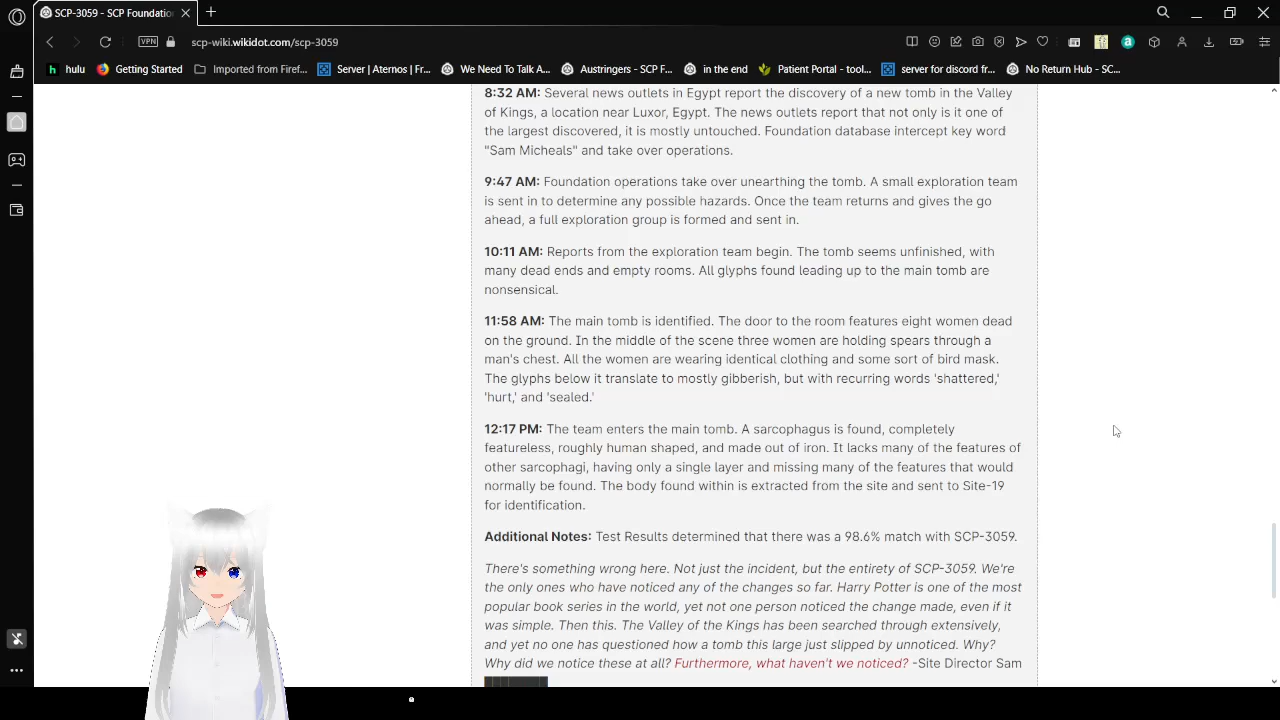 SCP-3059 - SCP Foundation
scp-wiki.wikidot.com/scp-3059
VPN
hulu
Getting Started
Imported from Firef...
Server | Aternos | Fr...
We Need To Talk A...
Austringers - SCP F...
in the end
Patient Portal - tool...
server for discord fr...
No Return Hub - SC...
8:32 AM: Several news outlets in Egypt report the discovery of a new tomb in the Valley
of Kings, a location near Luxor, Egypt. The news outlets report that not only is it one of
the largest discovered, it is mostly untouched. Foundation database intercept key word
"Sam Micheals" and take over operations.
9:47 AM: Foundation operations take over unearthing the tomb. A small exploration team
is sent in to determine any possible hazards. Once the team returns and gives the go
ahead, a full exploration group is formed and sent in.
10:11 AM: Reports from the exploration team begin. The tomb seems unfinished, with
many dead ends and empty rooms. All glyphs found leading up to the main tomb are
nonsensical.
11:58 AM: The main tomb is identified. The door to the room features eight women dead
on the ground. In the middle of the scene three women are holding spears through a
man's chest. All the women are wearing identical clothing and some sort of bird mask.
The glyphs below it translate to mostly gibberish, but with recurring words 'shattered,'
'hurt,' and 'sealed.'
12:17 PM: The team enters the main tomb. A sarcophagus is found, completely
featureless, roughly human shaped, and made out of iron. It lacks many of the features of
other sarcophagi, having only a single layer and missing many of the features that would
normally be found. The body found within is extracted from the site and sent to Site-19
for identification.
Additional Notes: Test Results determined that there was a 98.6% match with SCP-3059.
There's something wrong here. Not just the incident, but the entirety of SCP-3059. We're
the only ones who have noticed any of the changes so far. Harry Potter is one of the most
popular book series in the world, yet not one person noticed the change made, even if it
was simple. Then this. The Valley of the Kings has been searched through extensively,
and yet no one has questioned how a tomb this large just slipped by unnoticed. Why?
Why did we notice these at all? Furthermore, what haven't we noticed? -Site Director Sam